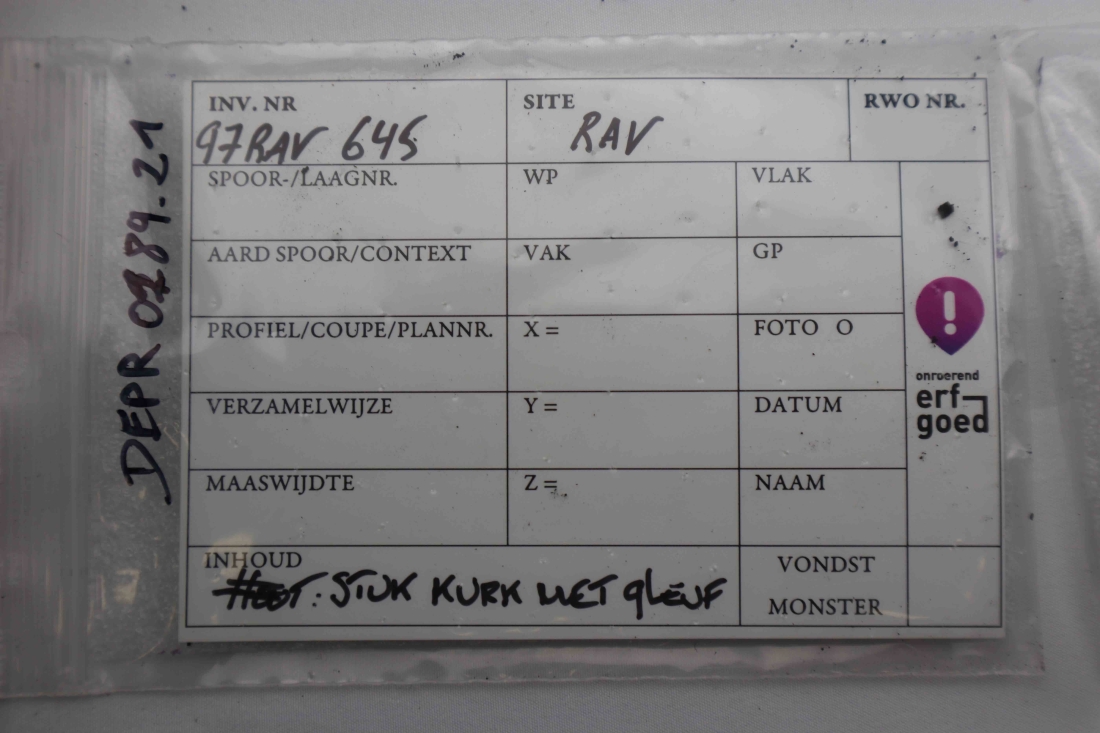 DEPR 0189.21
INV. NR SITE RWO NR.
97RAV 645 RAV
SPOOR-/LAAGNR. WP VLAK
AARD SPOOR/CONTEXT VAK GP
PROFIEL/COUPE/PLANNR. X = FOTO O
onroerend
erf
goed
VERZAMELWIJZE Y = DATUM
MAASWIJDTE Z = NAAM
INHOUD VONDST
STUK KURK MET gLEUF
MONSTER